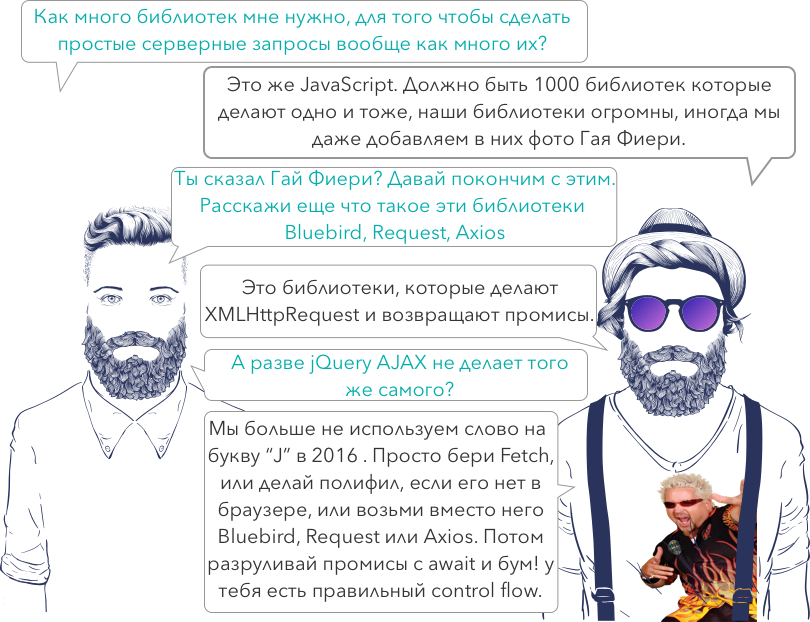 Как много библиотек мне нужно, для того чтобы сделать
простые серверные запросы вообще как много их?
Это же JavaScript. Должно быть 1000 библиотек которые
делают одно и тоже, наши библиотеки огромны, иногда мы
даже добавляем в них фото Гая Фиери.
Ты сказал Гай Фиери? Давай покончим с этим.
Расскажи еще что такое эти библиотеки
Bluebird, Request, Axios
Это библиотеки, которые делают
XMLHttpRequest и возвращают промисы.
А разве jQuery AJAX не делает того
же самого?
Мы больше не используем слово на
букву “J” в 2016 . Просто бери Fetch,
или делай полифил, если его нет в
браузере, или возьми вместо него
Bluebird, Request или Axios. Потом
разруливай промисы с await и бум! у
тебя есть правильный control flow.